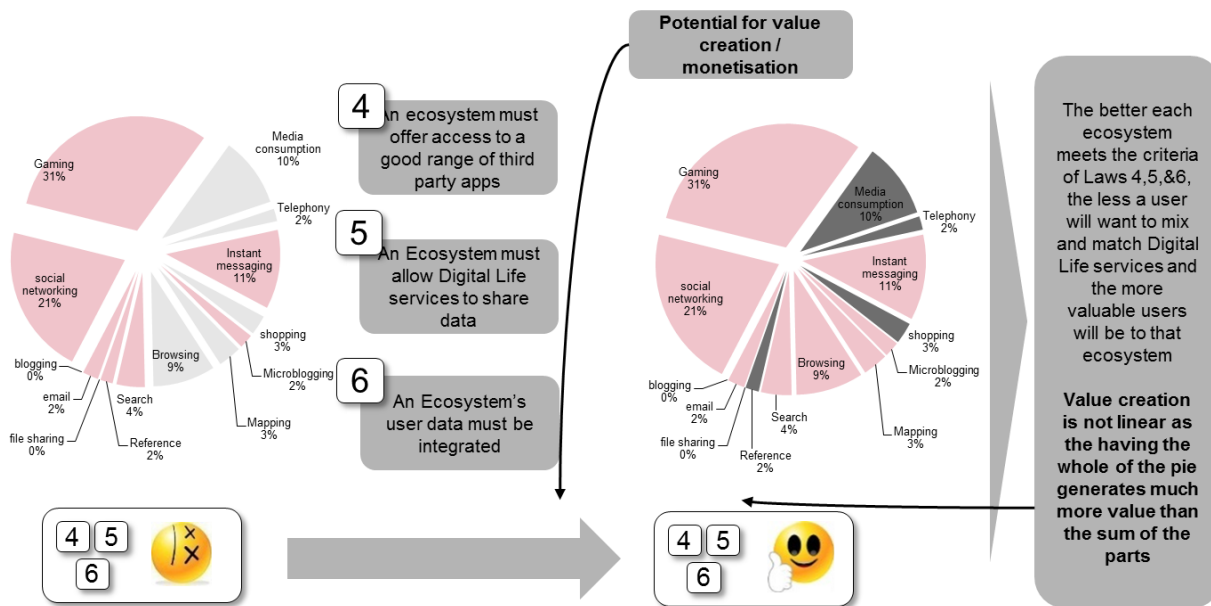 Potential for value
creation /
monetisation
Gaming
31%
Media
consumption
10%
Telephony
2%
Instant
messaging
11%
shopping
3%
Microblogging
2%
Mapping
3%
Browsing
9%
Reference
2%
Search
4%
file sharing
0%
email
2%
blogging
0%
social
networking
21%
4
An ecosystem must
offer access to a
good range of third
party apps
5
An Ecosystem must
allow Digital Life
services to share
data
6
An Ecosystem's
user data must be
integrated
Gaming
31%
Media
consumption
10%
Telephony
2%
Instant
messaging
11%
shopping
3%
Microblogging
2%
Mapping
3%
Browsing
9%
Search
4%
Reference
2%
file sharing
0%
email
2%
blogging
0%
social
networking
21%
The better each
ecosystem
meets the criteria
of Laws 4,5,&6,
the less a user
will want to mix
and match Digital
Life services and
the more
valuable users
will be to that
ecosystem
Value creation
is not linear as
the having the
whole of the pie
generates much
more value than
the sum of the
parts
4 5
6
4 5
6